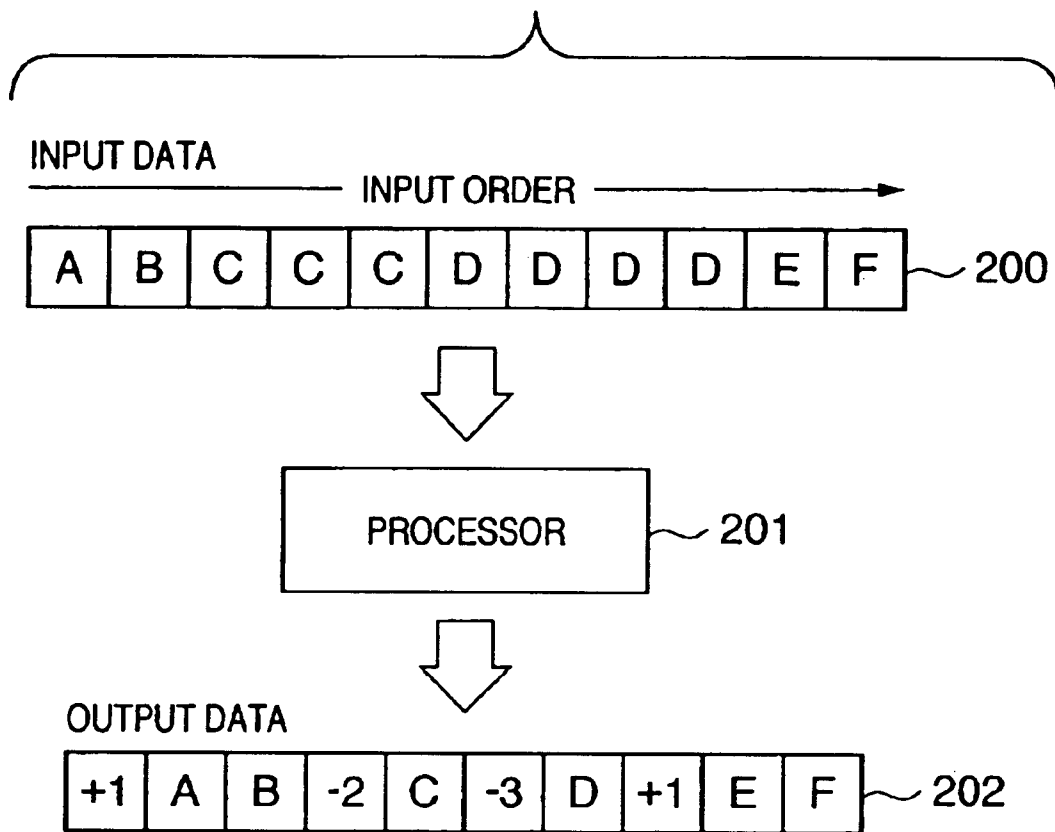 INPUT DATA
INPUT ORDER
A B C C C D D D D E F 200
PROCESSOR 201
OUTPUT DATA
+1 A B -2 C -3 D +1 E F 202